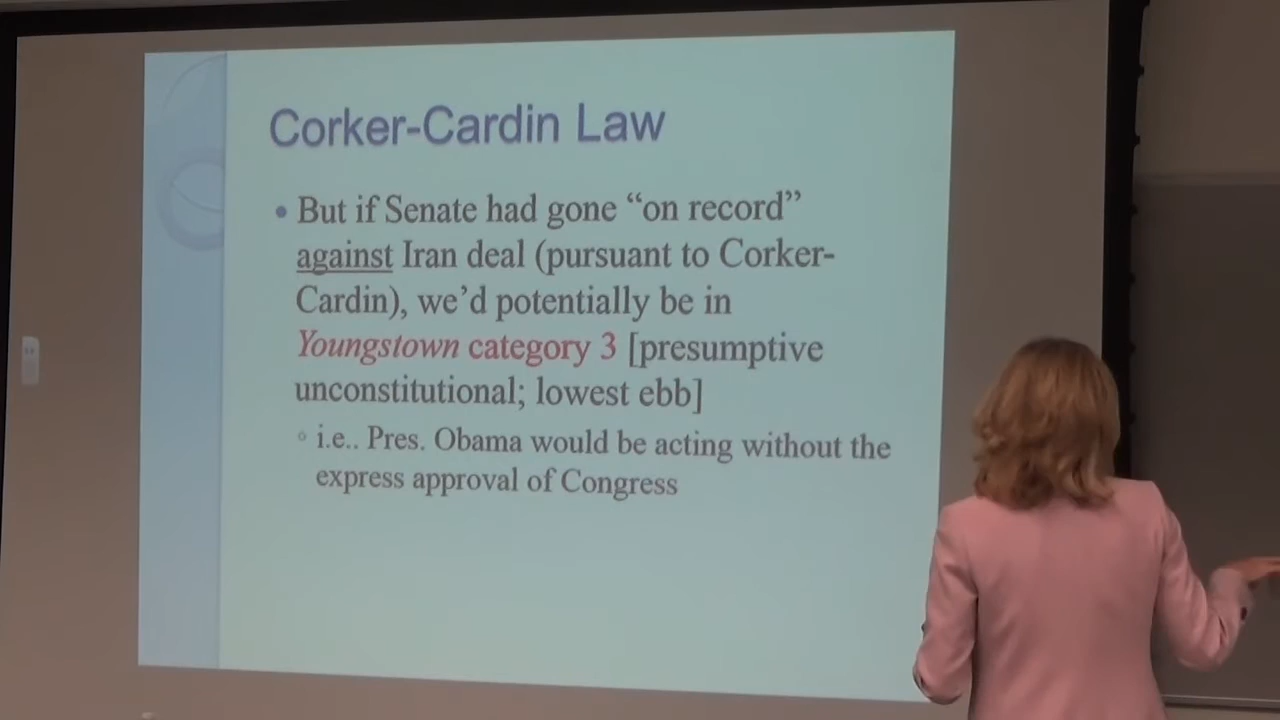 Corker-Cardin Law
• But if Senate had gone “on record”
against Iran deal (pursuant to Corker-
Cardin), we’d potentially be in
Youngstown category 3 [presumptive
unconstitutional; lowest ebb]
◦ i.e.. Pres. Obama would be acting without the
express approval of Congress